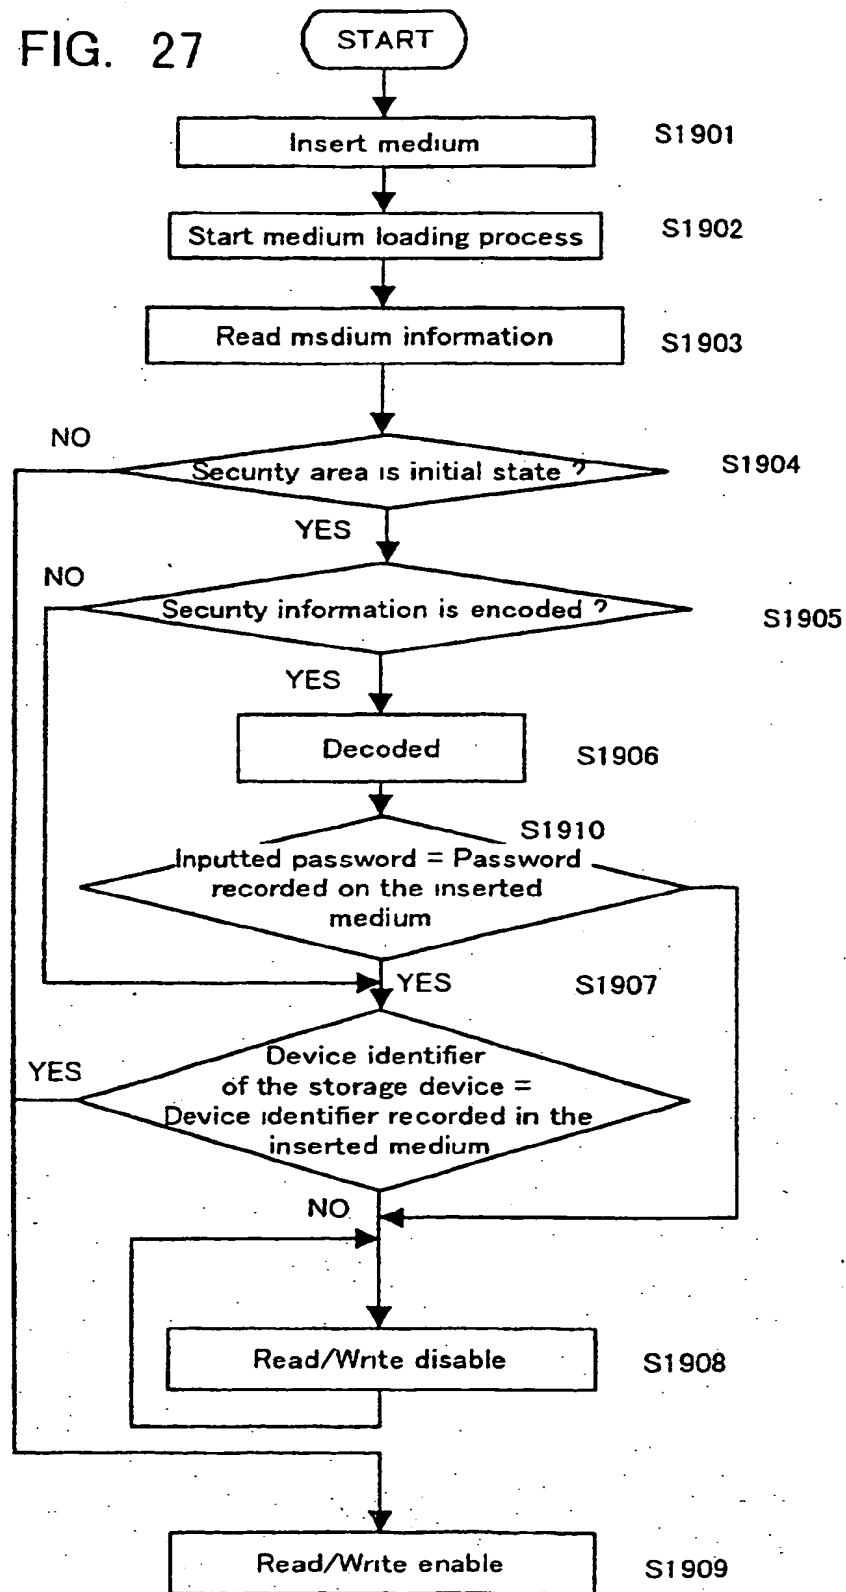 FIG. 27
START
Insert medium
S1901
Start medium loading process
S1902
Read msdium information
S1903
NO
Security area is initial state ?
S1904
YES
NO
Security information is encoded ?
S1905
YES
Decoded
S1906
S1910
Inputted password = Password
recorded on the inserted
medium
YES
S1907
YES
Device identifier
of the storage device =
Device identifier recorded in the
inserted medium
NO
Read/Write disable
S1908
Read/Write enable
S1909